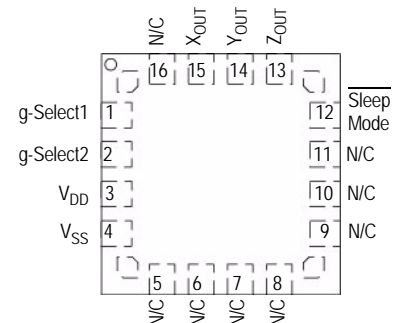 N/C
XOUT
YOUT
ZOUT
16
15
14
13
g-Select1
1
12
Sleep
Mode
g-Select2
2
11
N/C
VDD
3
10
N/C
VSS
4
9
N/C
5
6
7
8
N/C
N/C
N/C
N/C